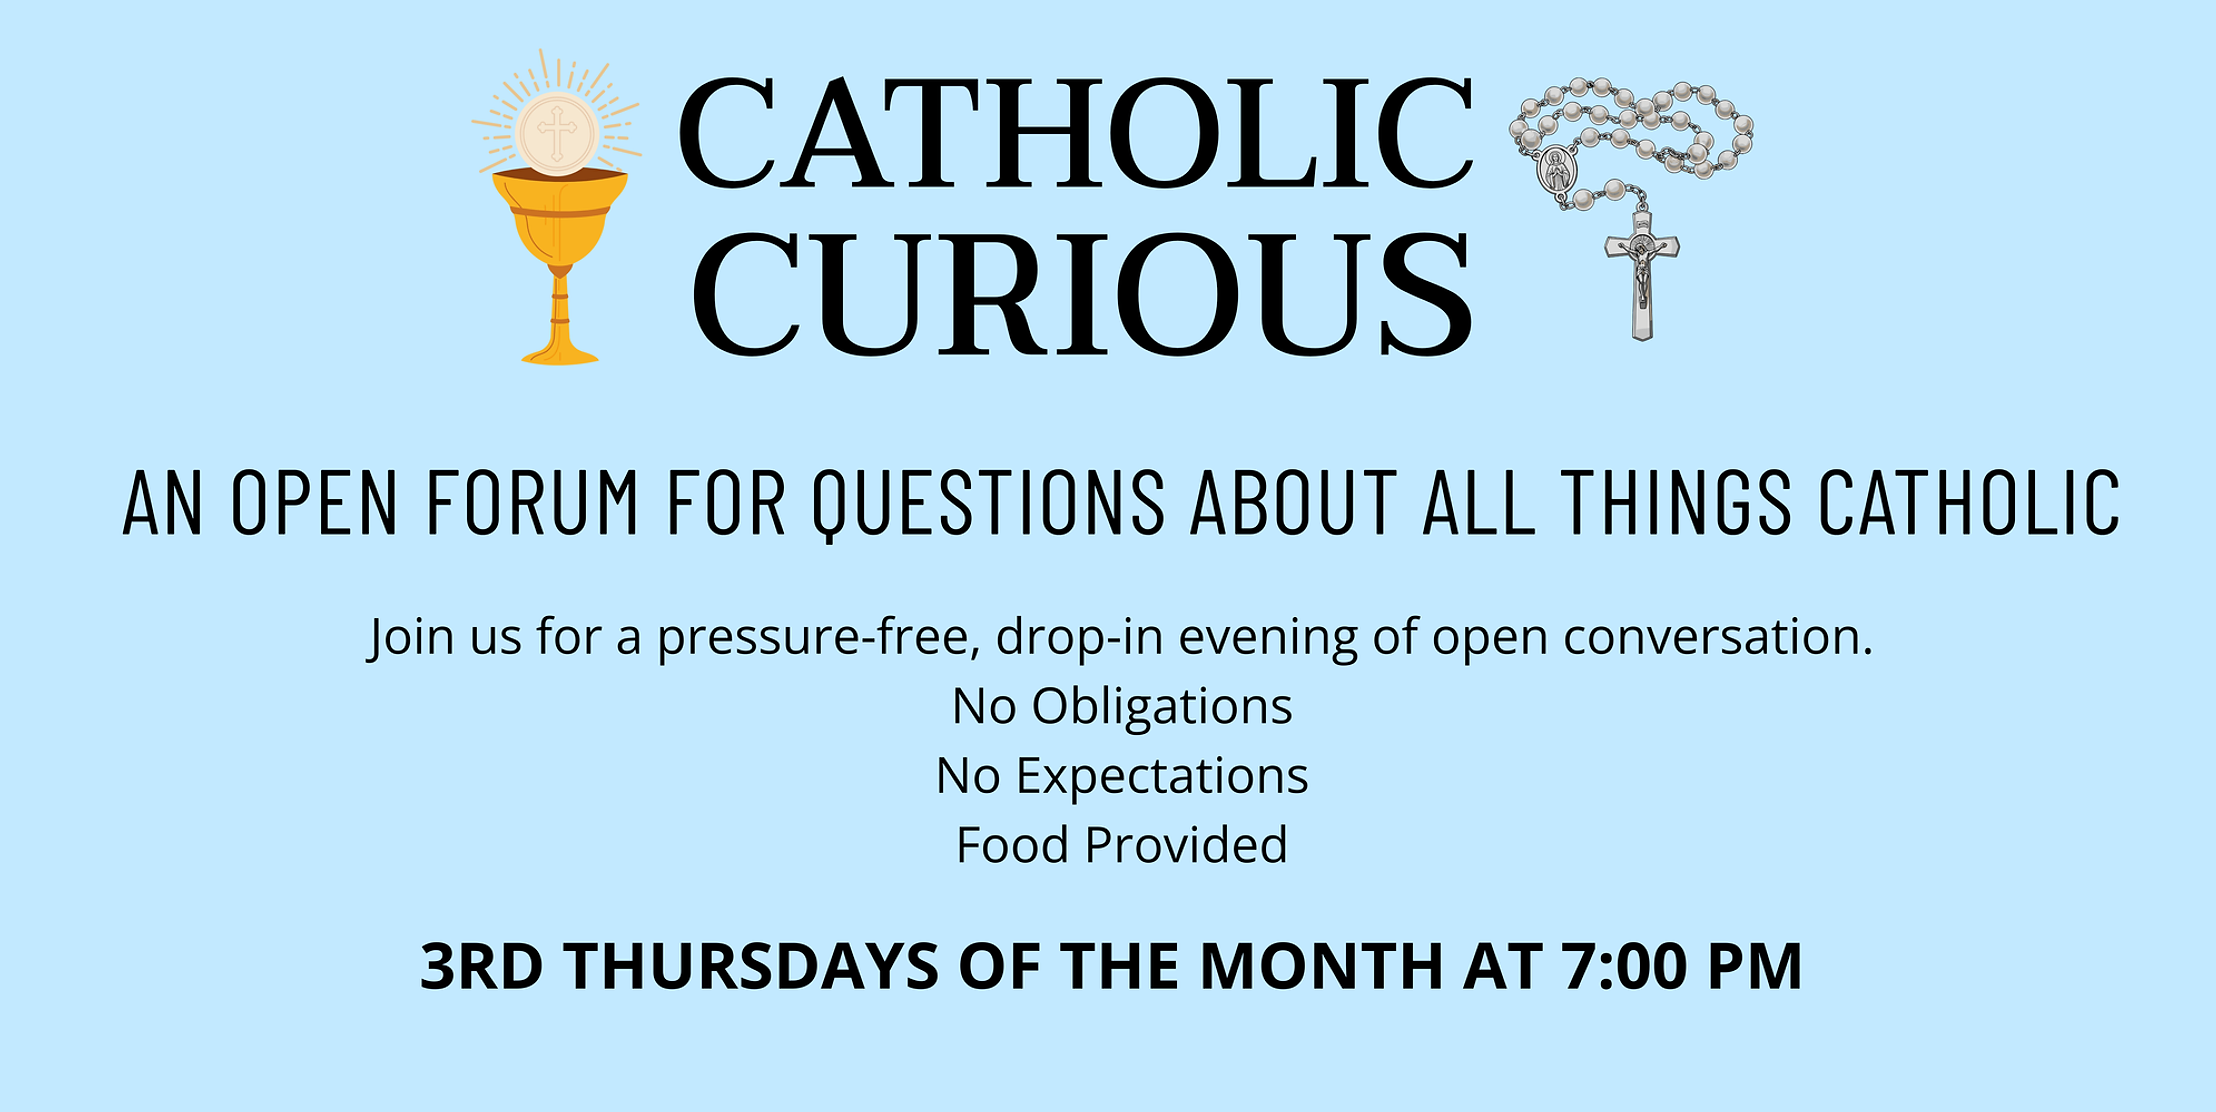 CATHOLIC
CURIOUS
AN OPEN FORUM FOR QUESTIONS ABOUT ALL THINGS CATHOLIC
Join us for a pressure-free, drop-in evening of open conversation.
No Obligations
No Expectations
Food Provided
3RD THURSDAYS OF THE MONTH AT 7:00 PM